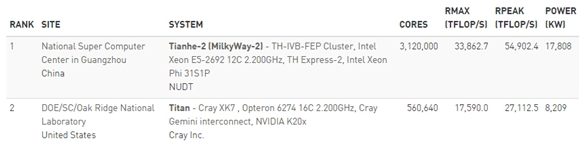 RMAX RPEAK POWER
RANK SITE SYSTEM CORES (TFLOP/S) (TFLOP/S) (KW)
1 National Super Computer Tianhe-2 (MilkyWay-2) - TH-IVB-FEP Cluster, Intel 3,120,000 33,862.7 54,902.4 17,808
Center in Guangzhou Xeon E5-2692 12C 2.200GHz, TH Express-2, Intel Xeon
China Phi 31S1P
NUDT
2 DOE/SC/Oak Ridge National Titan - Cray XK7 , Opteron 6274 16C 2.200GHz, Cray 560,640 17,590.0 27,112.5 8,209
Laboratory Gemini interconnect, NVIDIA K20x
United States Cray Inc.